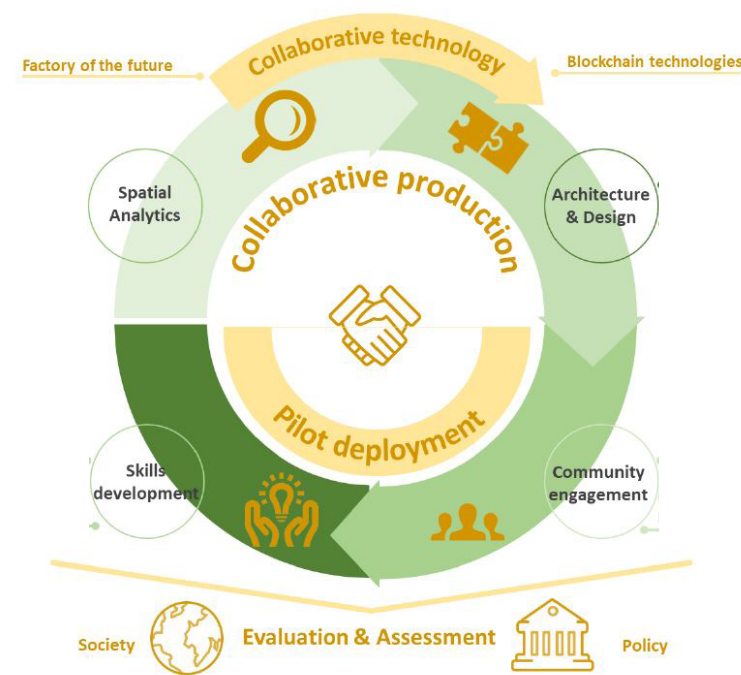 Collaborative technology
Factory of the future
Blockchain technologies
Spatial
Analytics
Architecture
& Design
Collaborative production
Pilot deployment
Skills
development
Community
engagement
Society
Evaluation & Assessment
Policy